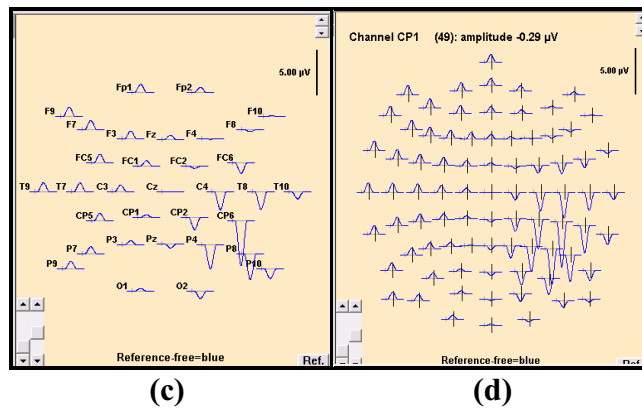 Channel CP1 (49): amplitude -0.29 µV
5.00 µV
5.00 µV
Fp1 Fp2
F9 F10
F7 F8
F3 Fz F4
FC5 FC1 FC2 FC6
T9 T7 C3 Cz C4 T8 T10
CP5 CP1 CP2 CP6
P7 P3 Pz P4 P8
P9 P10
O1 O2
Reference-free=blue Ref.
Reference-free=blue Ref.
(c) (d)